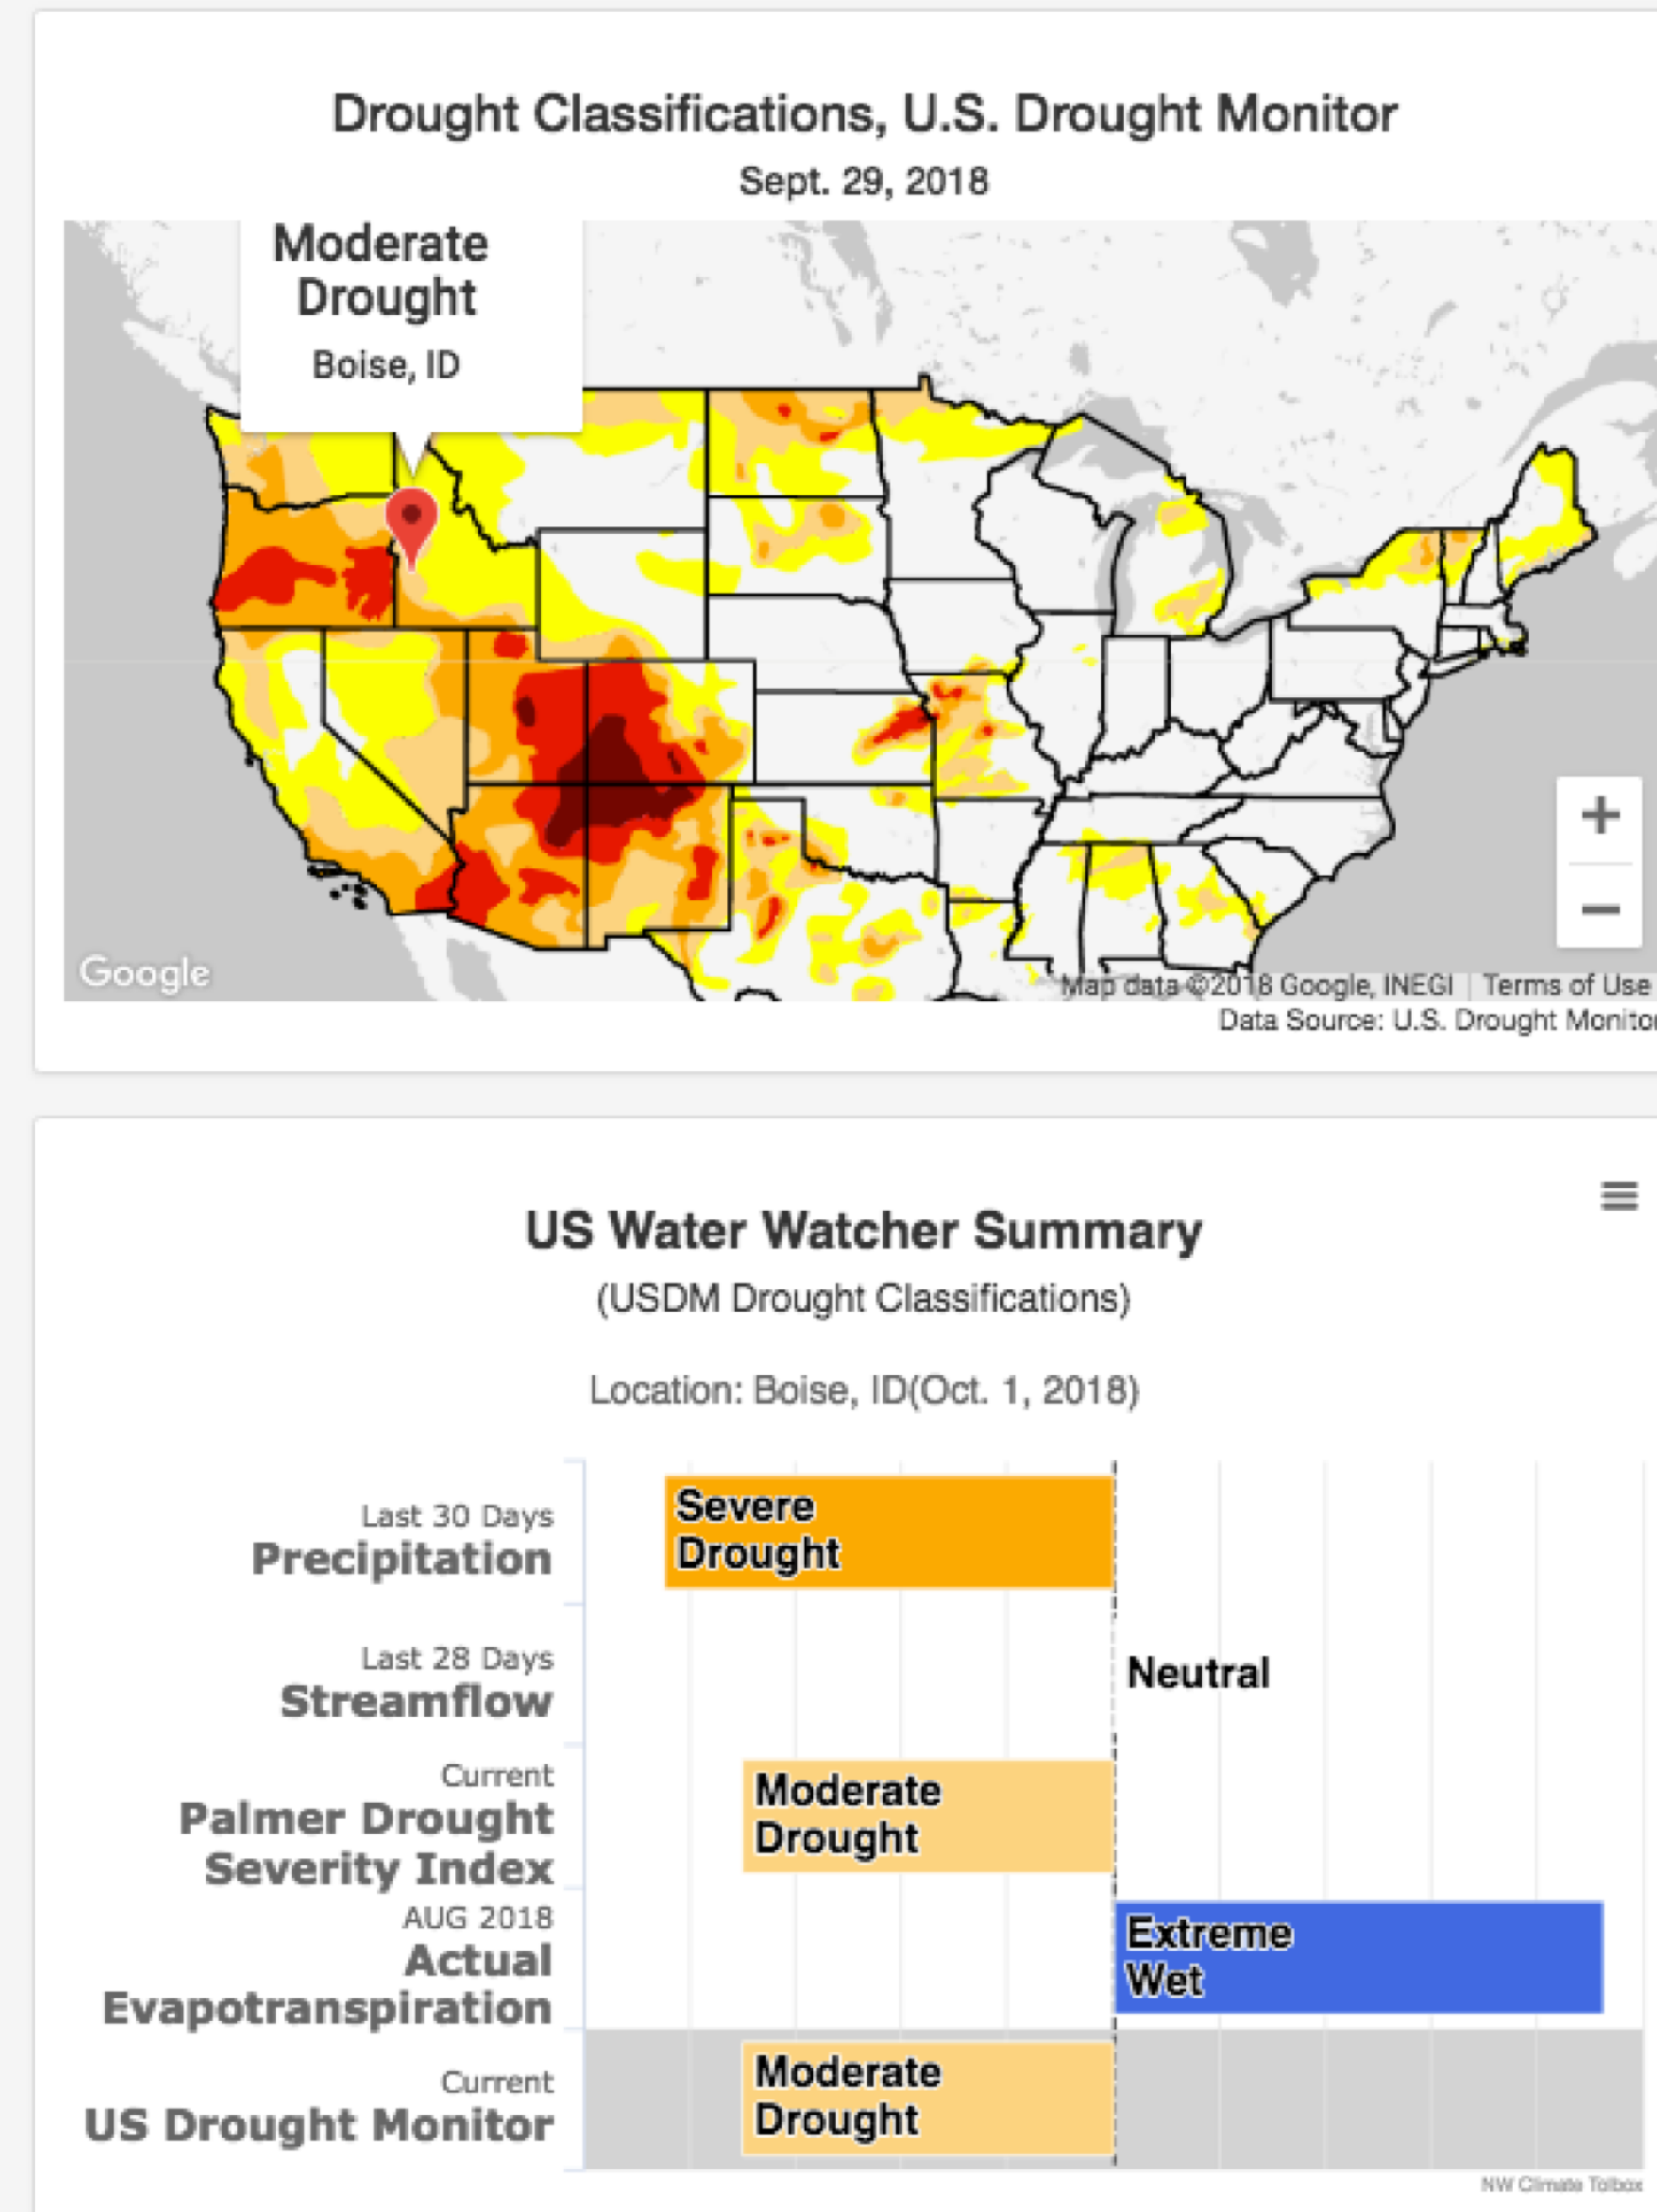 Drought Classifications, U.S. Drought Monitor
Sept. 29, 2018
Moderate
Drought
Boise, ID
+
−
Google
Map data ©2018 Google, INEGI
Terms of Use
Data Source: U.S. Drought Monitor
US Water Watcher Summary
(USDM Drought Classifications)
Location: Boise, ID(Oct. 1, 2018)
Last 30 Days
Precipitation
Severe
Drought
Last 28 Days
Streamflow
Neutral
Current
Palmer Drought
Severity Index
Moderate
Drought
AUG 2018
Actual
Evapotranspiration
Extreme
Wet
Current
US Drought Monitor
Moderate
Drought
NW Climate Tolbox